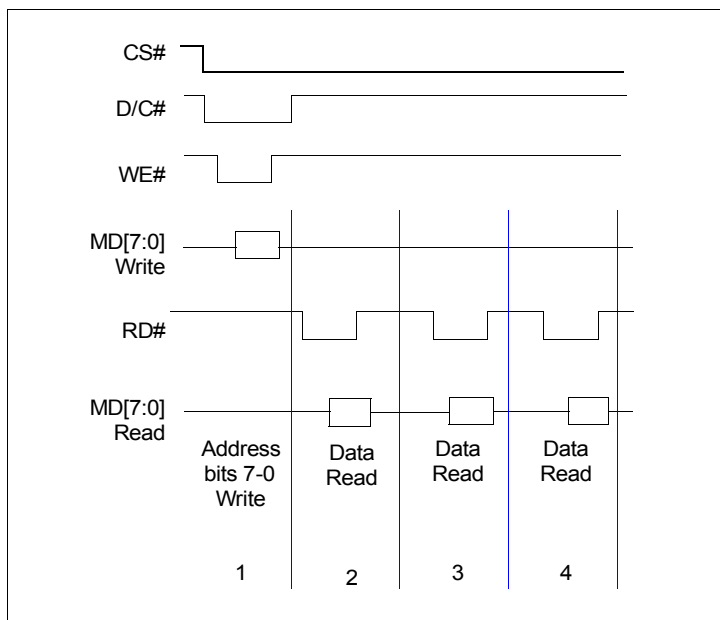 CS#
D/C#
WE#
MD[7:0]
Write
RD#
MD[7:0]
Read
Address
bits 7-0
Write
Data
Read
Data
Read
Data
Read
1
2
3
4